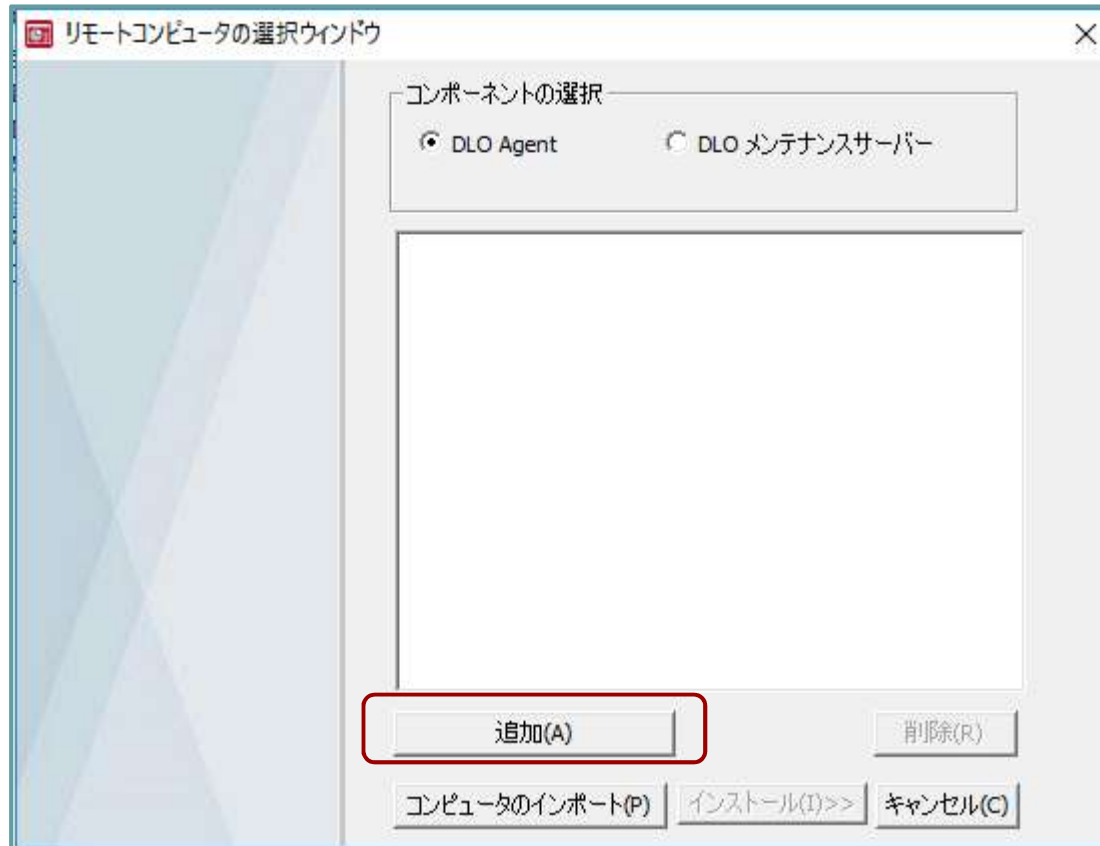 リモートコンピュータの選択ウィンドウ
コンポーネントの選択
DLO Agent DLO メンテナンスサーバー
追加(A) 削除(R)
コンピュータのインポート(P) インストール(I)>> キャンセル(C)